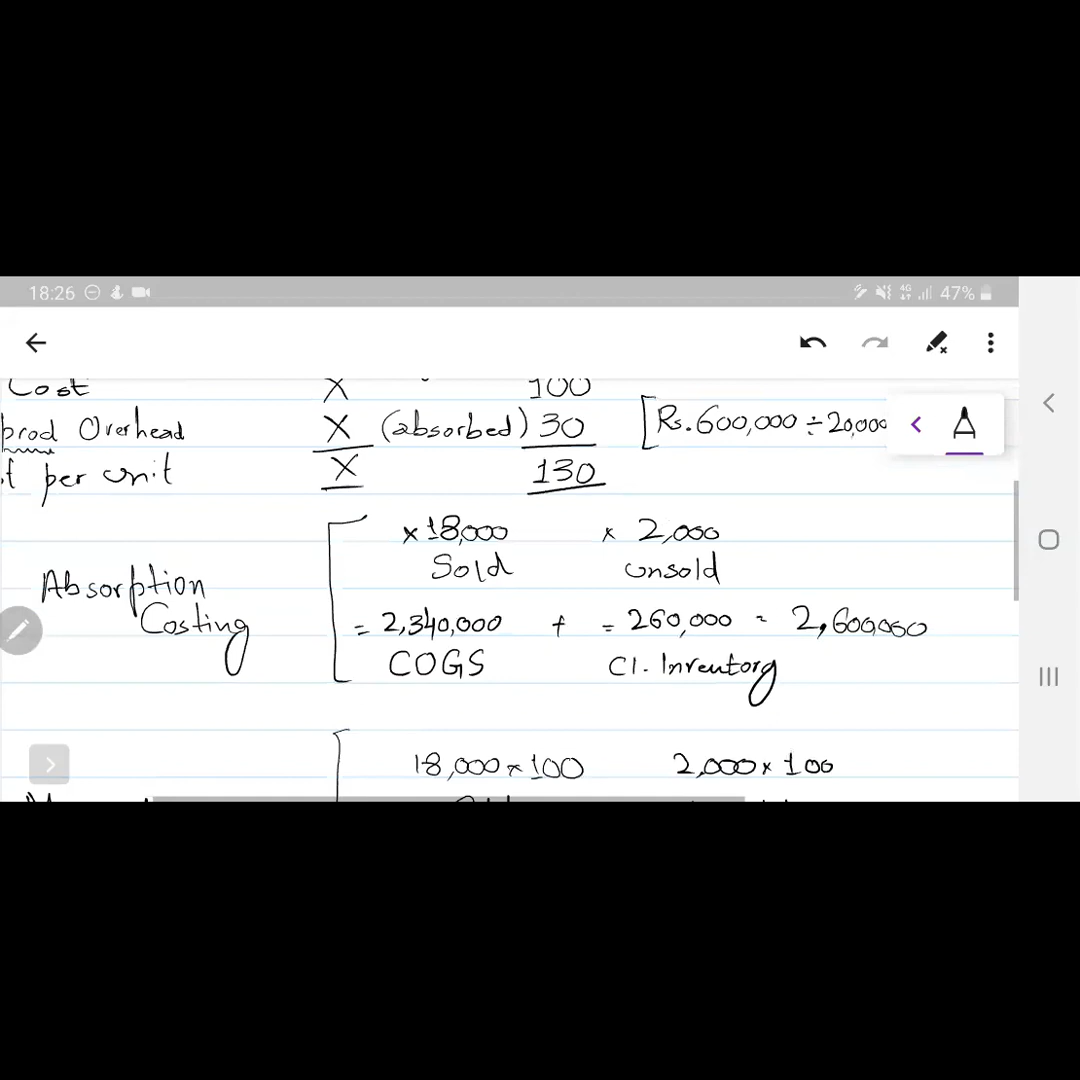 18:26 4G 47%
Cost X 100
prod Overhead X (absorbed) 30 [Rs.600,000 ÷ 20,000
per unit X 130
× 18,000 × 2,000
Sold unsold
Absorption
Costing
= 2,340,000 + = 260,000 = 2,600,000
COGS Cl. Inventory
18,000 × 100 2,000 × 100